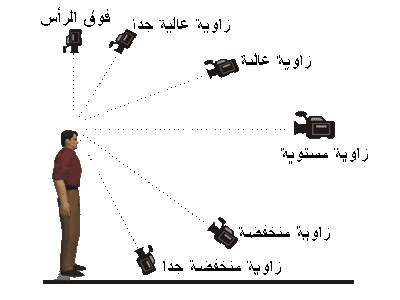 فوق الرأس
زاوية عالية جدا
زاوية عالية
زاوية مستوية
زاوية منخفضة
زاوية منخفضة جدا